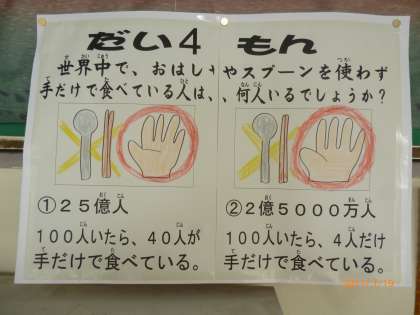 だい4 もん
世界中で、おはしやスプーンを使わず
手だけで食べている人は、、何人いるでしょうか?
①25億人
100人いたら、40人が
手だけで食べている。
②2億5000万人
100人いたら、4人だけ
手だけで食べている。